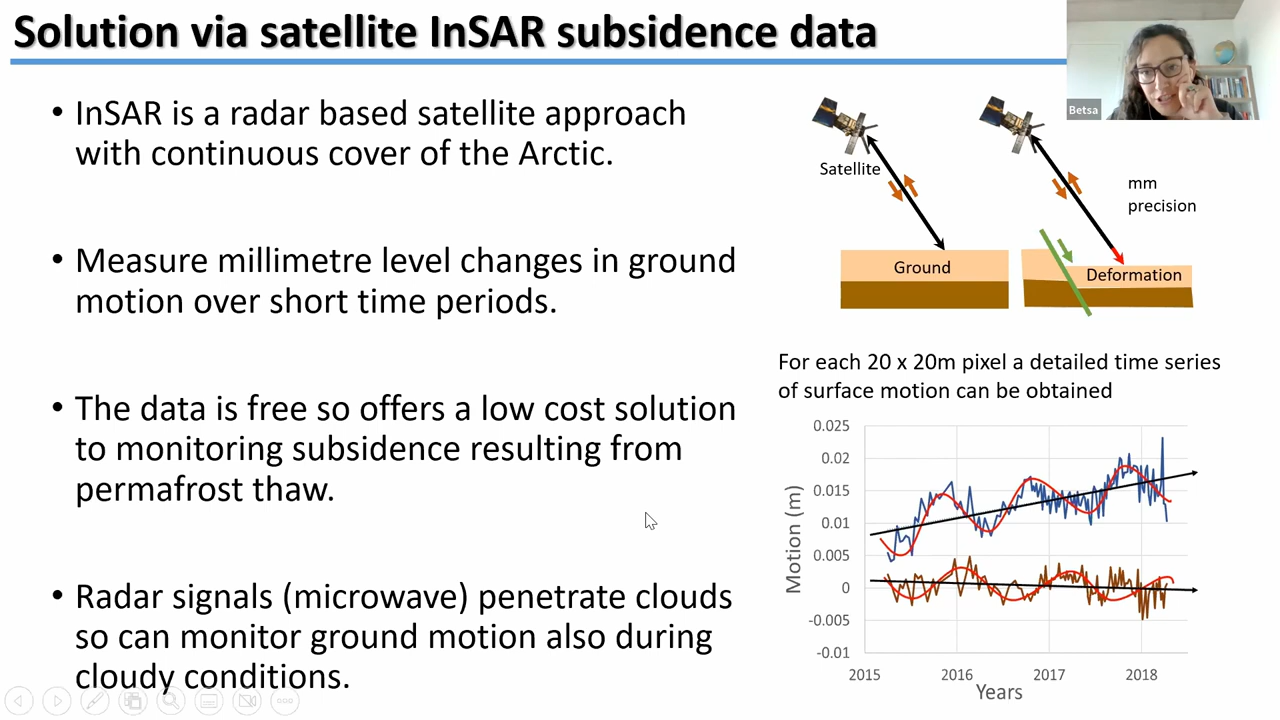 Solution via satellite InSAR subsidence data
Betsa
• InSAR is a radar based satellite approach
with continuous cover of the Arctic.
• Measure millimetre level changes in ground
motion over short time periods.
• The data is free so offers a low cost solution
to monitoring subsidence resulting from
permafrost thaw.
• Radar signals (microwave) penetrate clouds
so can monitor ground motion also during
cloudy conditions.
Satellite
mm
precision
Ground
Deformation
For each 20 x 20m pixel a detailed time series
of surface motion can be obtained
0.025
0.02
0.015
0.01
0.005
0
-0.005
-0.01
Motion (m)
2015 2016 2017 2018
Years